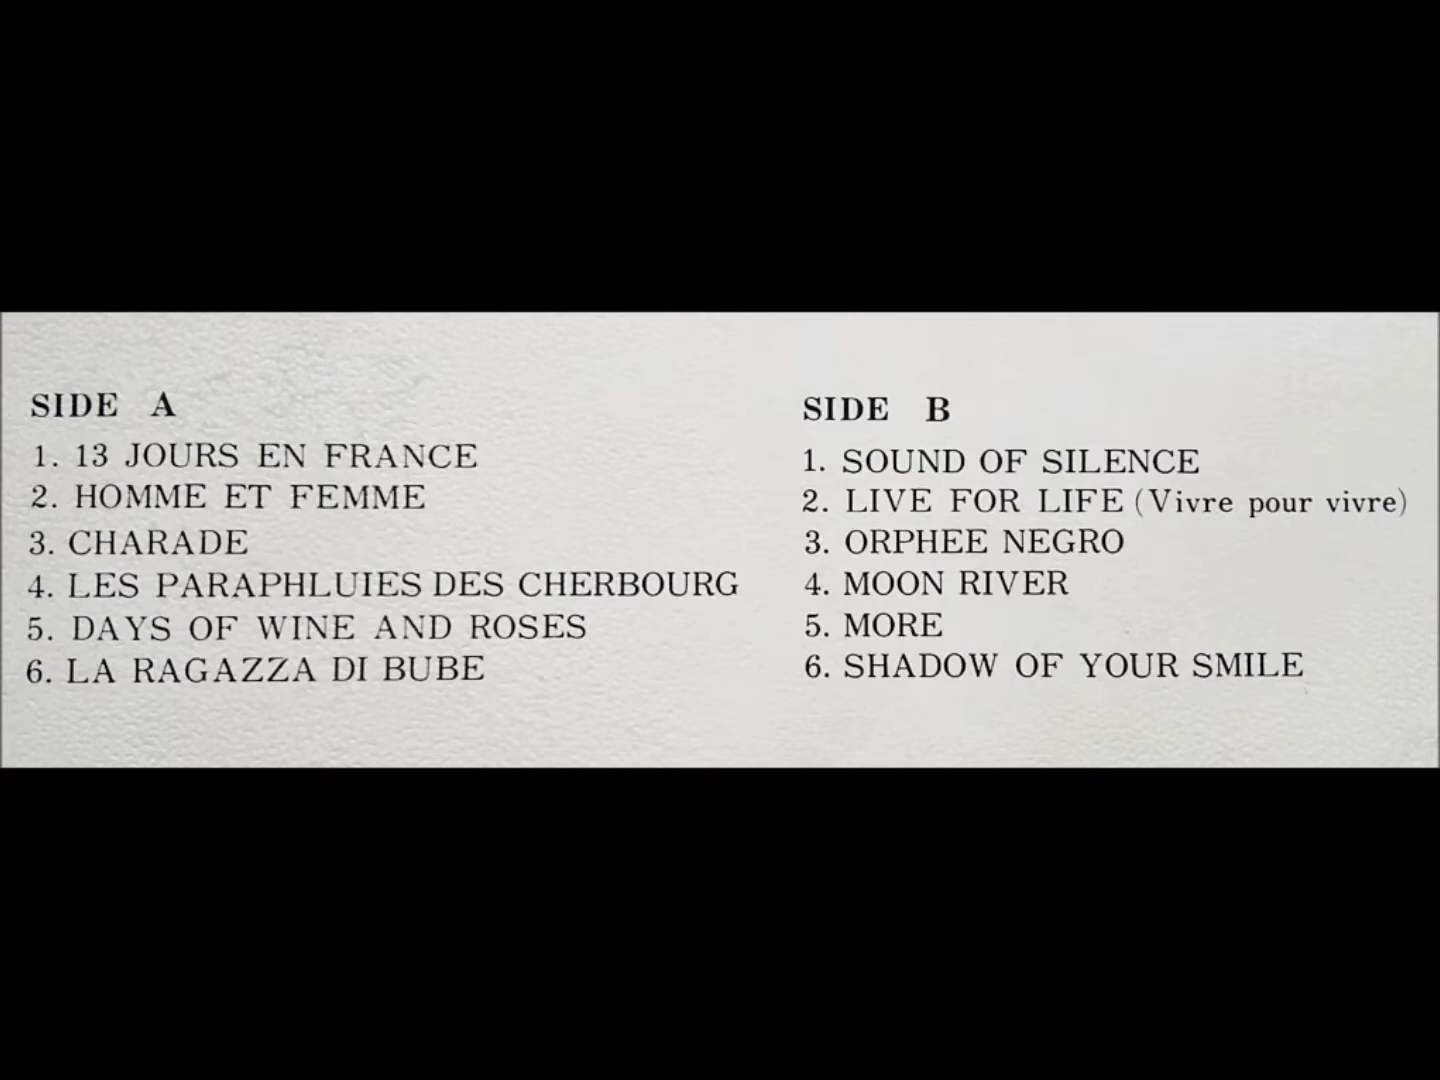 SIDE A
1. 13 JOURS EN FRANCE
2. HOMME ET FEMME
3. CHARADE
4. LES PARAPHLUIES DES CHERBOURG
5. DAYS OF WINE AND ROSES
6. LA RAGAZZA DI BUBE
SIDE B
1. SOUND OF SILENCE
2. LIVE FOR LIFE (Vivre pour vivre)
3. ORPHEE NEGRO
4. MOON RIVER
5. MORE
6. SHADOW OF YOUR SMILE